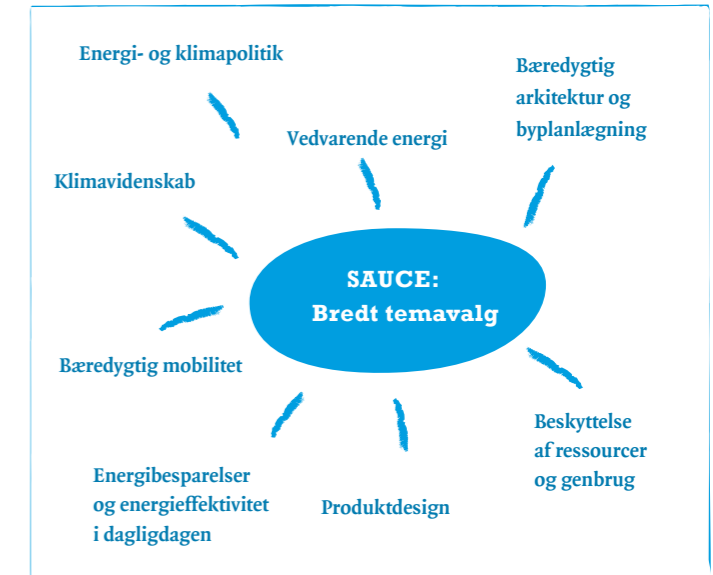 Energi- og klimapolitik
Bæredygtig
arkitektur og
byplanlægning
Vedvarende energi
Klimavidenskab
SAUCE:
Bredt temavalg
Bæredygtig mobilitet
Beskyttelse
af ressourcer
og genbrug
Energibesparelser
og energieffektivitet
i dagligdagen
Produktdesign